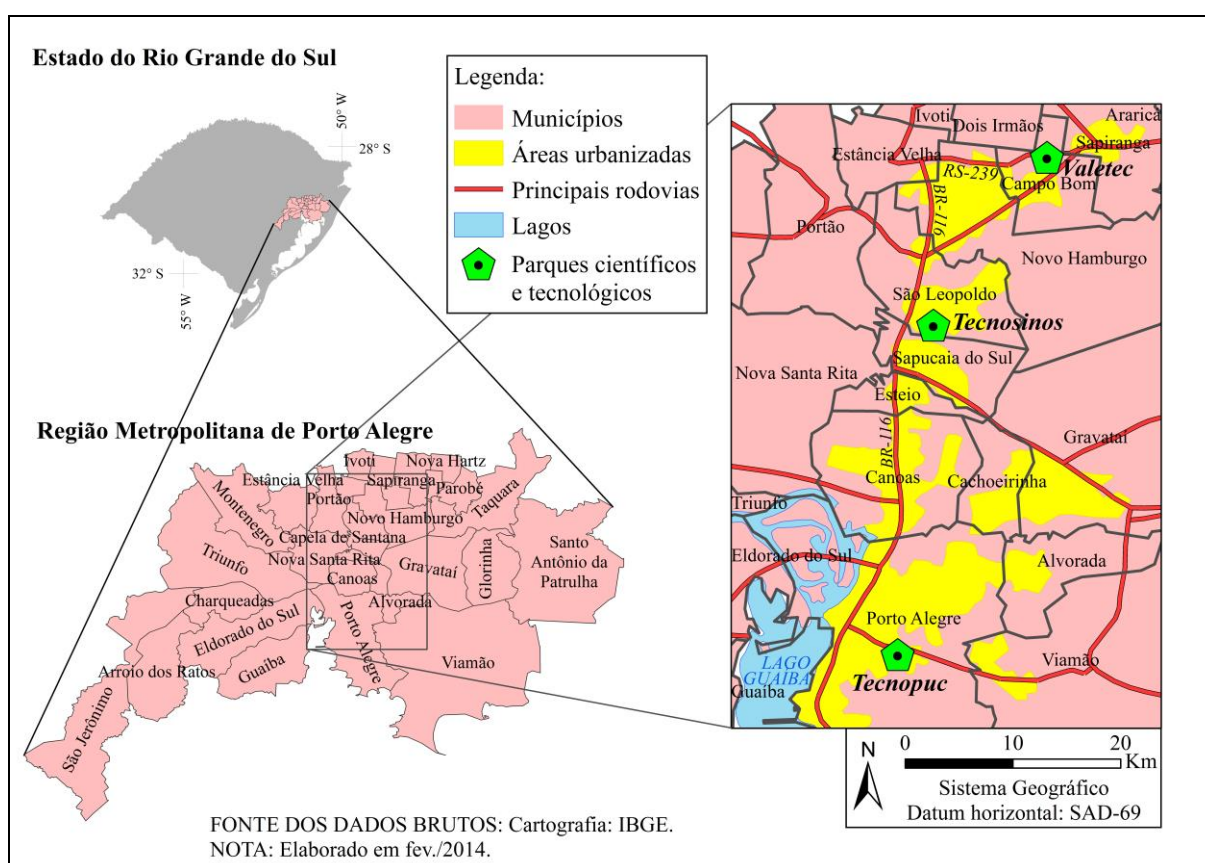 Estado do Rio Grande do Sul
50° W
28° S
32° S
55° W
Legenda:
Municípios
Áreas urbanizadas
Principais rodovias
Lagos
Parques científicos
e tecnológicos
Região Metropolitana de Porto Alegre
Ivoti
Nova Hartz
Estância Velha
Sapiranga
Portão
Parobé
Taquara
Montenegro
Novo Hamburgo
Capela de Santana
Triunfo
Nova Santa Rita
Canoas
Gravataí
Glorinha
Santo
Antônio da
Patrulha
Charqueadas
Alvorada
Eldorado do Sul
Porto Alegre
Arroio dos Ratos
Guaíba
Viamão
São Jerônimo
Ivoti
Dois Irmãos
Araricá
Sapiranga
Estância Velha
RS-239
Valetec
Campo Bom
BR-116
Portão
Novo Hamburgo
São Leopoldo
Tecnosinos
Sapucaia do Sul
Nova Santa Rita
Esteio
BR-116
Gravataí
Canoas
Cachoeirinha
Triunfo
Eldorado do Sul
Alvorada
Porto Alegre
LAGO
GUAÍBA
Viamão
Guaíba
Tecnopuc
N
0 10 20
Km
Sistema Geográfico
Datum horizontal: SAD-69
FONTE DOS DADOS BRUTOS: Cartografia: IBGE.
NOTA: Elaborado em fev./2014.